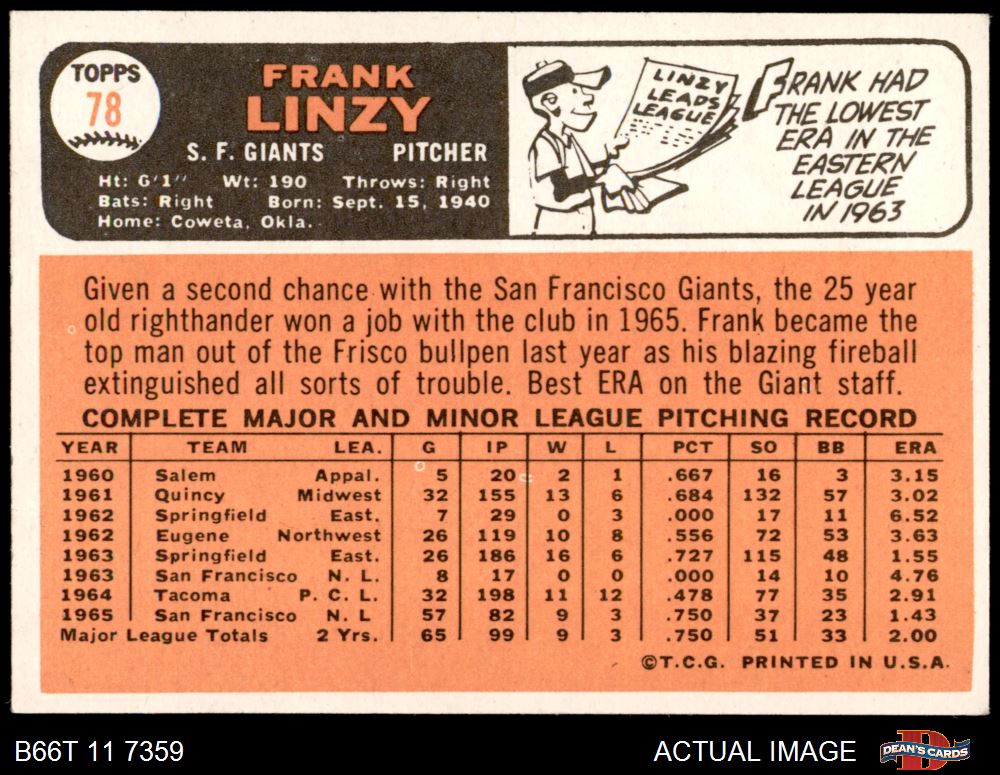 TOPPS
78
FRANK
LINZY
S. F. GIANTS PITCHER
Ht: 6'1" Wt: 190 Throws: Right
Bats: Right Born: Sept. 15, 1940
Home: Coweta, Okla.
LINZY
LEADS
LEAGUE
FRANK HAD
THE LOWEST
ERA IN THE
EASTERN
LEAGUE
IN 1963
Given a second chance with the San Francisco Giants, the 25 year
old righthander won a job with the club in 1965. Frank became the
top man out of the Frisco bullpen last year as his blazing fireball
extinguished all sorts of trouble. Best ERA on the Giant staff.
COMPLETE MAJOR AND MINOR LEAGUE PITCHING RECORD
YEAR TEAM LEA. G IP W L PCT SO BB ERA
1960 Salem Appal. 5 20 2 1 .667 16 3 3.15
1961 Quincy Midwest 32 155 13 6 .684 132 57 3.02
1962 Springfield East. 7 29 0 3 .000 17 11 6.52
1962 Eugene Northwest 26 119 10 8 .556 72 53 3.63
1963 Springfield East. 26 186 16 6 .727 115 48 1.55
1963 San Francisco N. L. 8 17 0 0 .000 14 10 4.76
1964 Tacoma P. C. L. 32 198 11 12 .478 77 35 2.91
1965 San Francisco N. L 57 82 9 3 .750 37 23 1.43
Major League Totals 2 Yrs. 65 99 9 3 .750 51 33 2.00
©T.C.G. PRINTED IN U.S.A.
B66T 11 7359 ACTUAL IMAGE DEAN'S CARDS